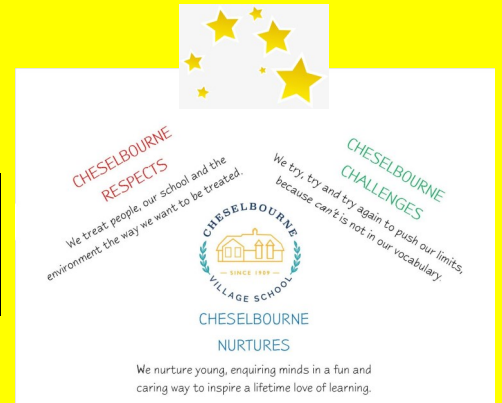 CHESELBOURNE
RESPECTS
We treat people, our school and the
environment the way we want to be treated.
CHESELBOURNE
CHALLENGES
We try, try and try again to push our limits,
because can't is not in our vocabulary.
CHESELBOURNE
SINCE 1989
VILLAGE SCHOOL
CHESELBOURNE
NURTURES
We nurture young, enquiring minds in a fun and
caring way to inspire a lifetime love of learning.